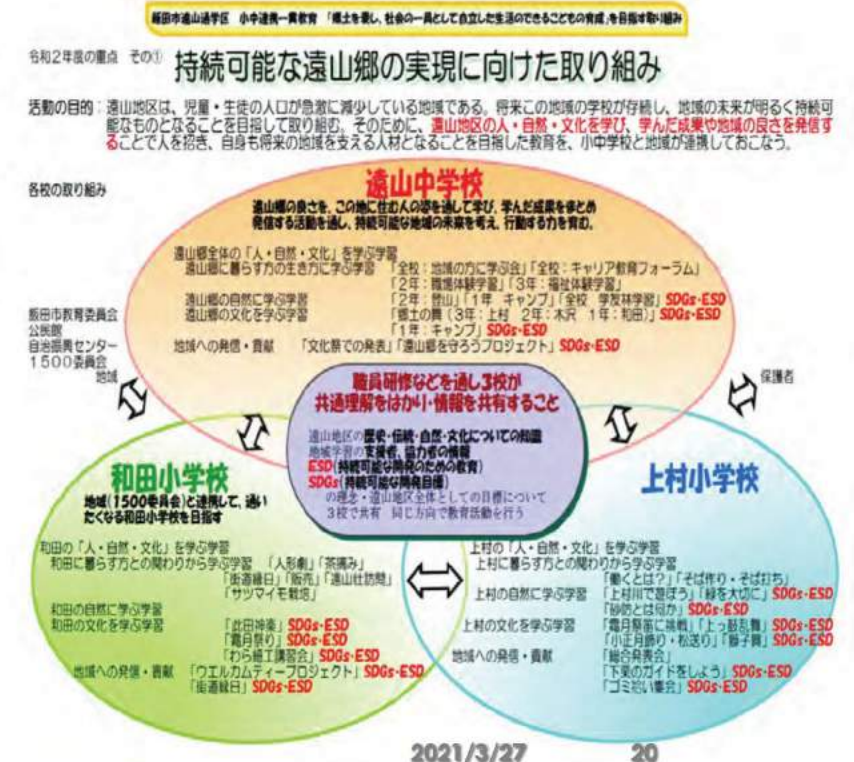 飯田市遠山通学区 小中連携一貫教育 「郷土を愛し、社会の一員として自立した生活のできるこどもの育成」を目指す取り組み
令和２年度の重点 その①
持続可能な遠山郷の実現に向けた取り組み
活動の目的：遠山地区は、児童・生徒の人口が急激に減少している地域である。将来この地域の学校が存続し、地域の未来が明るく持続可
能なものとなることを目指して取り組む。そのために、遠山地区の人・自然・文化を学び、学んだ成果や地域の良さを発信す
ることで人を招き、自身も将来の地域を支える人材となることを目指した教育を、小中学校と地域が連携しておこなう。
各校の取り組み
遠山中学校
遠山郷の良さを、この地に住む人の姿を通して学び、学んだ成果をまとめ
発信する活動を通し、持続可能な地域の未来を考え、行動する力を育む。
遠山郷全体の「人・自然・文化」を学ぶ学習
遠山郷に暮らす方の生き方に学ぶ学習 「全校：地域の方に学ぶ会」「全校：キャリア教育フォーラム」
「２年：職場体験学習」「３年：福祉体験学習」
遠山郷の自然に学ぶ学習 「２年：登山」「１年 キャンプ」「全校 学友林学習」SDGs・ESD
遠山郷の文化を学ぶ学習 「郷土の舞（３年：上村 ２年：木沢 １年：和田）」SDGs・ESD
「１年：キャンプ」SDGs・ESD
地域への発信・貢献 「文化祭での発表」「遠山郷を守ろうプロジェクト」SDGs・ESD
飯田市教育委員会
公民館
自治振興センター
１５００委員会
地域
保護者
職員研修などを通し３校が
共通理解をはかり・情報を共有すること
遠山地区の歴史・伝統・自然・文化についての知識
地域学習の支援者、協力者の情報
ESD(持続可能な開発のための教育)
SDGs(持続可能な開発目標)
の理念・遠山地区全体としての目標について
３校で共有 同じ方向で教育活動を行う
和田小学校
地域(１５００委員会)と連携して、通い
たくなる和田小学校を目指す
和田の「人・自然・文化」を学ぶ学習
和田に暮らす方との関わりから学ぶ学習 「人形劇」「茶摘み」
「街道縁日」「販売」「遠山荘訪問」
「サツマイモ栽培」
和田の自然に学ぶ学習
和田の文化を学ぶ学習 「此田神楽」SDGs・ESD
「霜月祭り」SDGs・ESD
「わら細工講習会」SDGs・ESD
地域への発信・貢献 「ウエルカムティープロジェクト」SDGs・ESD
「街道縁日」SDGs・ESD
上村小学校
上村の「人・自然・文化」を学ぶ学習
上村に暮らす方との関わりから学ぶ学習
「働くとは？」「そば作り・そば打ち」
上村の自然に学ぶ学習 「上村川で遊ぼう」「緑を大切に」SDGs・ESD
「砂防とは何か」SDGs・ESD
上村の文化を学ぶ学習 「霜月祭笛に挑戦」「上っ鼓乱舞」SDGs・ESD
「小正月飾り・松送り」「獅子舞」SDGs・ESD
地域への発信・貢献 「総合発表会」
「下栗のガイドをしよう」SDGs・ESD
「ゴミ拾い集会」SDGs・ESD
2021/3/27
20